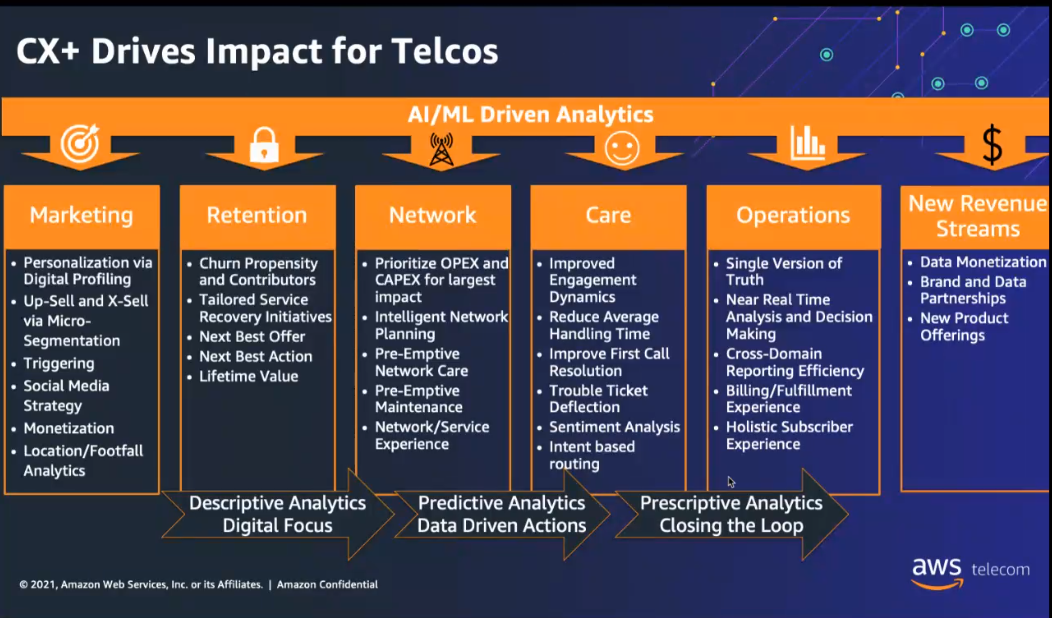 CX+ Drives Impact for Telcos
AI/ML Driven Analytics
Marketing
Personalization via
Digital Profiling
Up-Sell and X-Sell
via Micro-
Segmentation
Triggering
Social Media
Strategy
Monetization
Location/Footfall
Analytics
Retention
Churn Propensity
and Contributors
Tailored Service
Recovery Initiatives
Next Best Offer
Next Best Action
Lifetime Value
Network
Prioritize OPEX and
CAPEX for largest
impact
Intelligent Network
Planning
Pre-Emptive
Network Care
Pre-Emptive
Maintenance
Network/Service
Experience
Care
Improved
Engagement
Dynamics
Reduce Average
Handling Time
Improve First Call
Resolution
Trouble Ticket
Deflection
Sentiment Analysis
Intent based
routing
Operations
Single Version of
Truth
Near Real Time
Analysis and Decision
Making
Cross-Domain
Reporting Efficiency
Billing/Fulfillment
Experience
Holistic Subscriber
Experience
$
New Revenue
Streams
Data Monetization
Brand and Data
Partnerships
New Product
Offerings
Descriptive Analytics
Digital Focus
Predictive Analytics
Data Driven Actions
Prescriptive Analytics
Closing the Loop
© 2021, Amazon Web Services, Inc. or its Affiliates. | Amazon Confidential
aws telecom